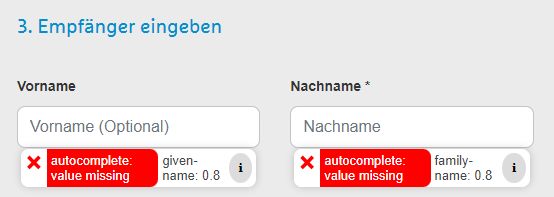 3. Empfänger eingeben
Vorname
Nachname *
Vorname (Optional)
Nachname
autocomplete: value missing
given-name: 0.8
i
autocomplete: value missing
family-name: 0.8
i